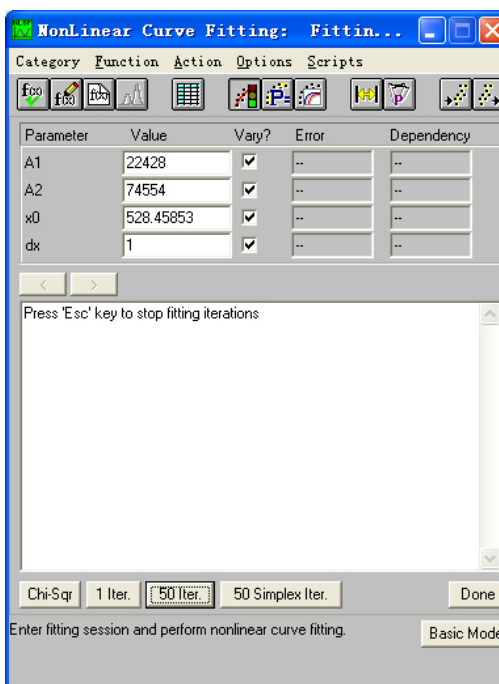 NonLinear Curve Fitting: Fittin...
Category Function Action Options Scripts
Parameter Value Vary? Error Dependency
A1 22428 -- --
A2 74554 -- --
x0 528.45853 -- --
dx 1 -- --
< >
Press 'Esc' key to stop fitting iterations
Chi-Sqr 1 Iter. 50 Iter. 50 Simplex Iter. Done
Enter fitting session and perform nonlinear curve fitting. Basic Mode